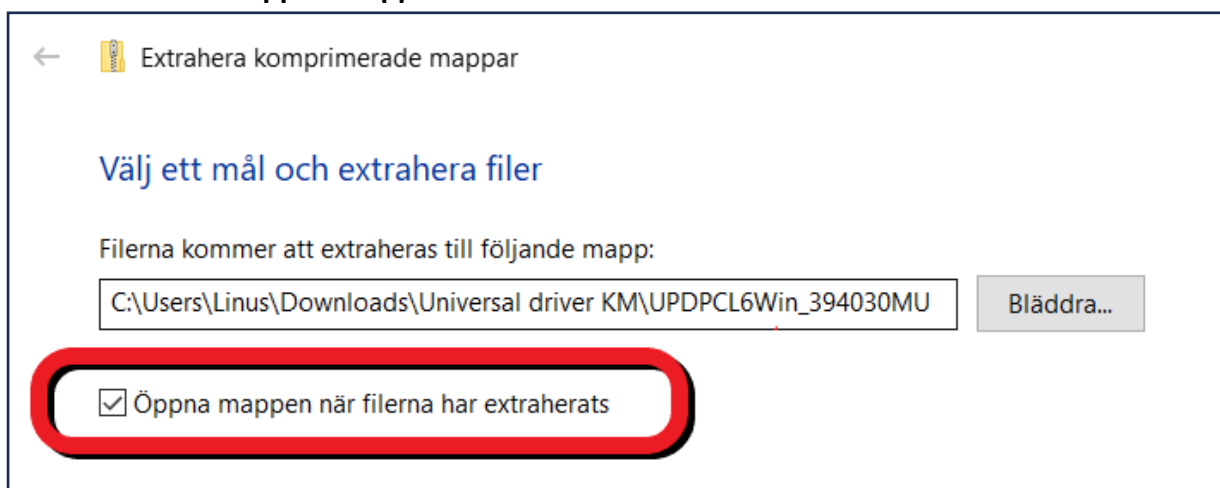 Extrahera komprimerade mappar
Välj ett mål och extrahera filer
Filerna kommer att extraheras till följande mapp:
C:\Users\Linus\Downloads\Universal driver KM\UPDPCL6Win_394030MU
Bläddra...
Öppna mappen när filerna har extraherats